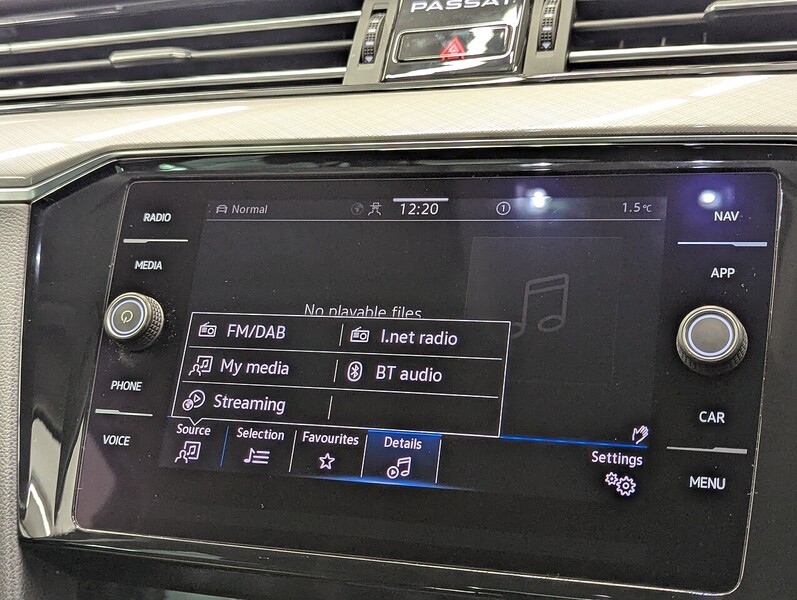 PASSAT
RADIO
MEDIA
PHONE
VOICE
Normal
12:20
1
1.5°C
No playable files
FM/DAB
I.net radio
My media
BT audio
Streaming
Source
Selection
Favourites
Details
Settings
NAV
APP
CAR
MENU